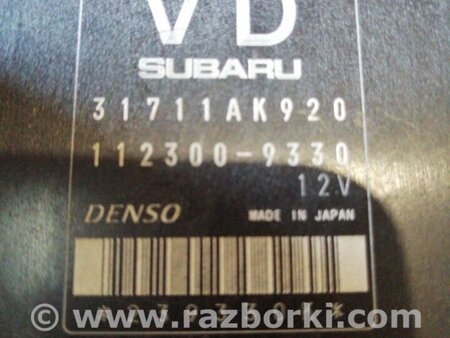 VD
SUBARU
31711AK920
112300-9330
12V
DENSO MADE IN JAPAN
© www.razborki.com